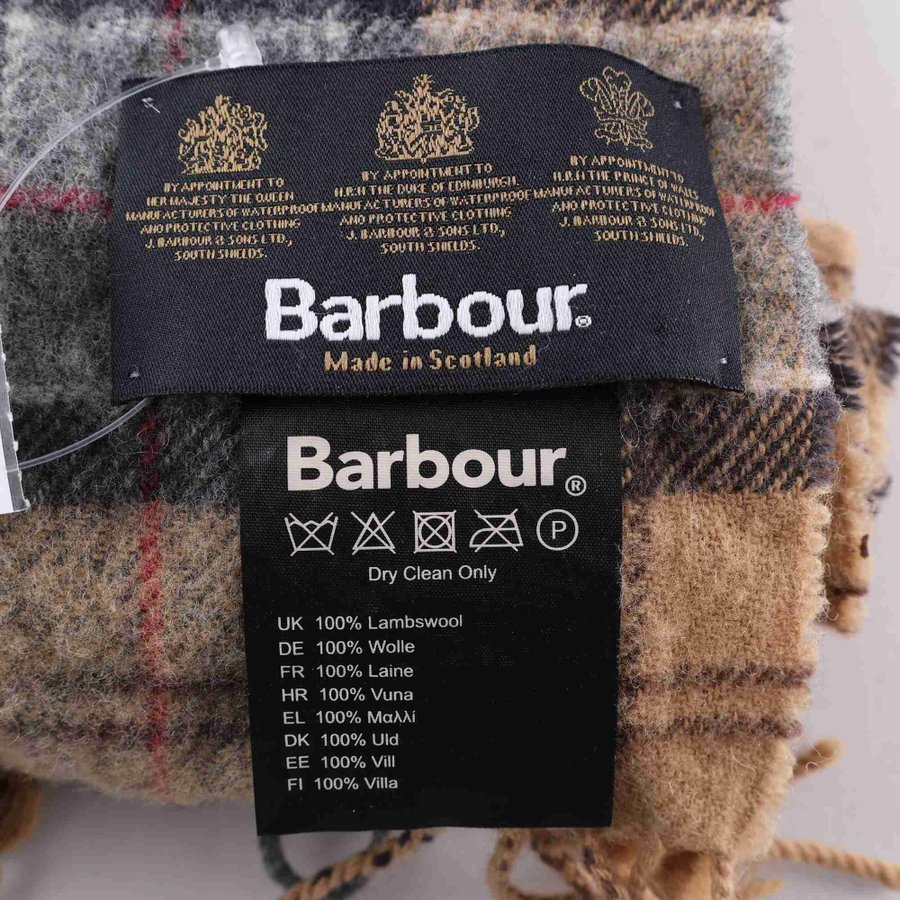 BY APPOINTMENT TO
HER MAJESTY THE QUEEN
MANUFACTURERS OF WATERPROOF
AND PROTECTIVE CLOTHING
J. BARBOUR & SONS LTD.,
SOUTH SHIELDS.
BY APPOINTMENT TO
H.R.H THE DUKE OF EDINBURGH.
MANUFACTURERS OF WATERPROOF
AND PROTECTIVE CLOTHING
J. BARBOUR & SONS LTD.,
SOUTH SHIELDS.
BY APPOINTMENT TO
H.R.H THE PRINCE OF WALES
MANUFACTURERS OF WATERPROOF
AND PROTECTIVE CLOTHING
J. BARBOUR & SONS LTD.,
SOUTH SHIELDS.
Barbour®
Made in Scotland
Barbour®
P
Dry Clean Only
UK 100% Lambswool
DE 100% Wolle
FR 100% Laine
HR 100% Vuna
EL 100% Μαλλί
DK 100% Uld
EE 100% Vill
FI 100% Villa